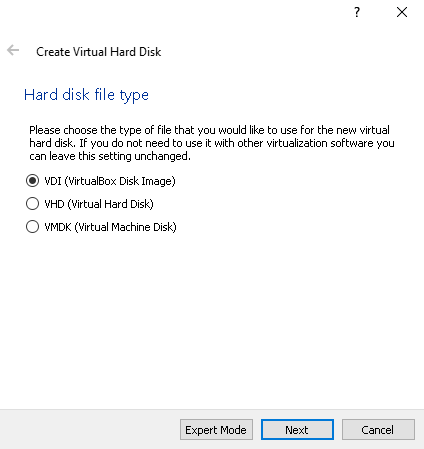 ?
Create Virtual Hard Disk
Hard disk file type
Please choose the type of file that you would like to use for the new virtual
hard disk. If you do not need to use it with other virtualization software you
can leave this setting unchanged.
VDI (VirtualBox Disk Image)
VHD (Virtual Hard Disk)
VMDK (Virtual Machine Disk)
Expert Mode Next Cancel